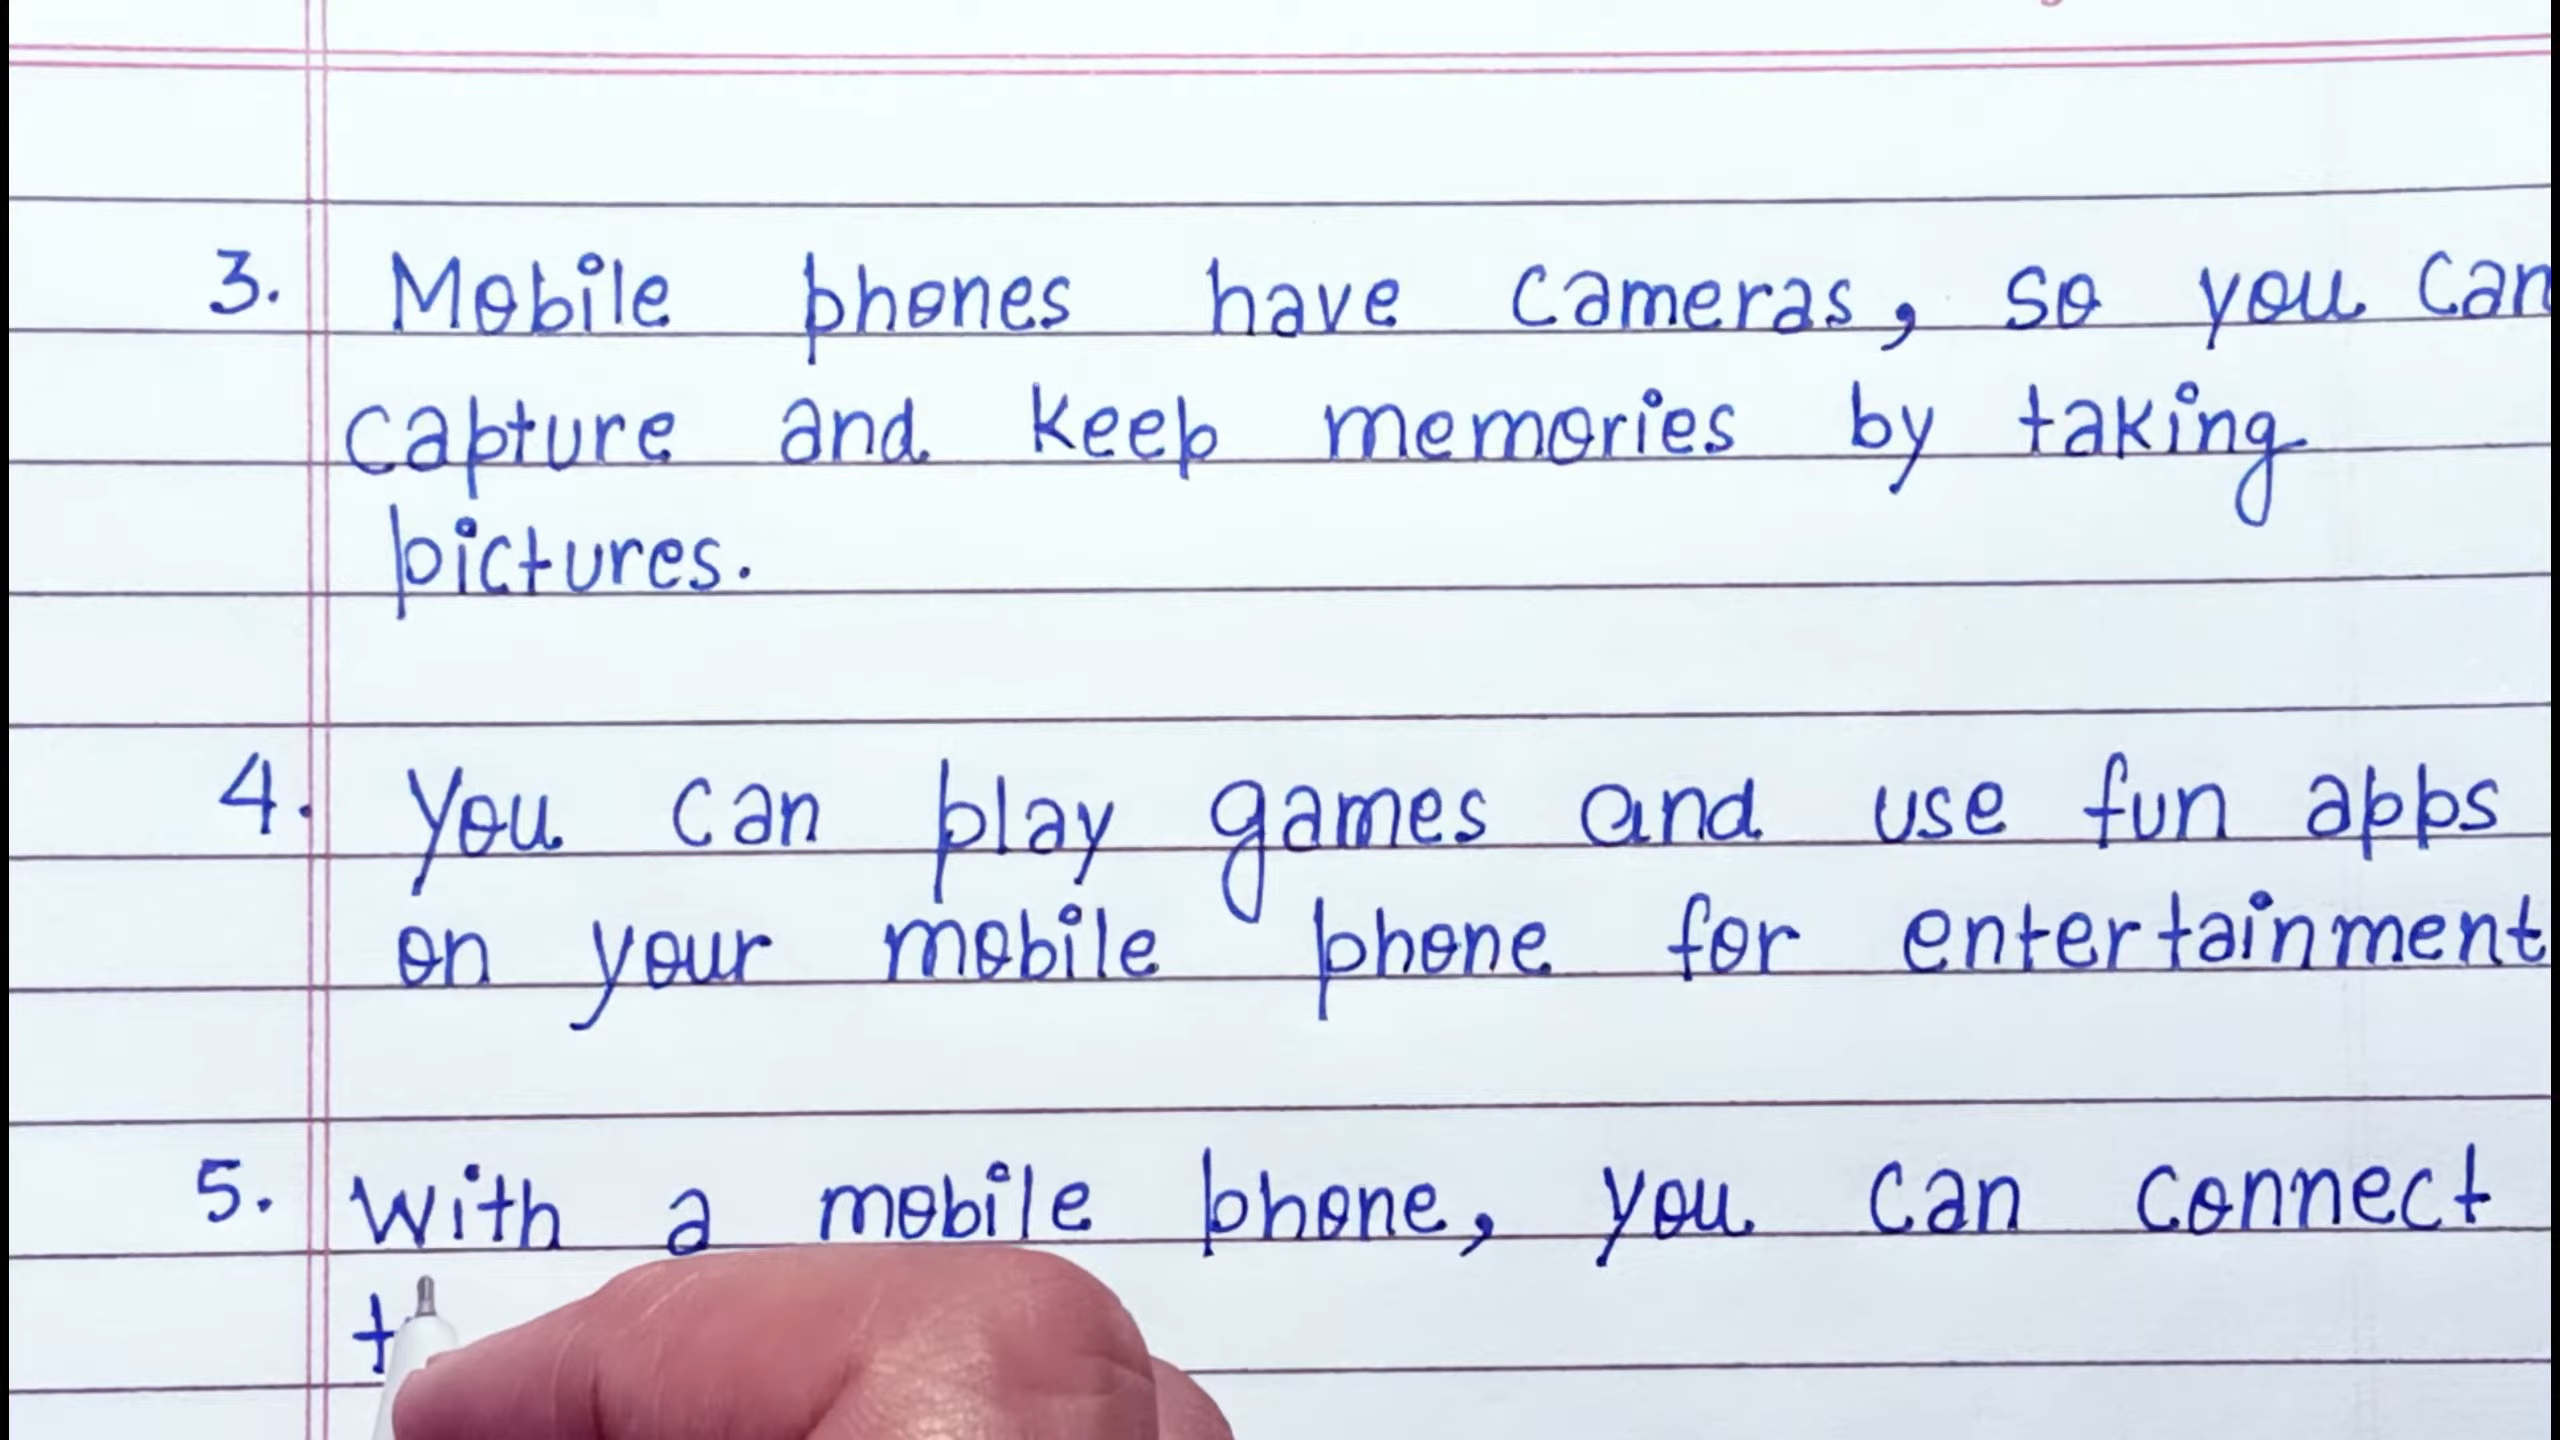 3. Mobile phones have cameras, so you can
capture and keep memories by taking
pictures.
4. You can play games and use fun apps
on your mobile phone for entertainment
5. With a mobile phone, you can connect